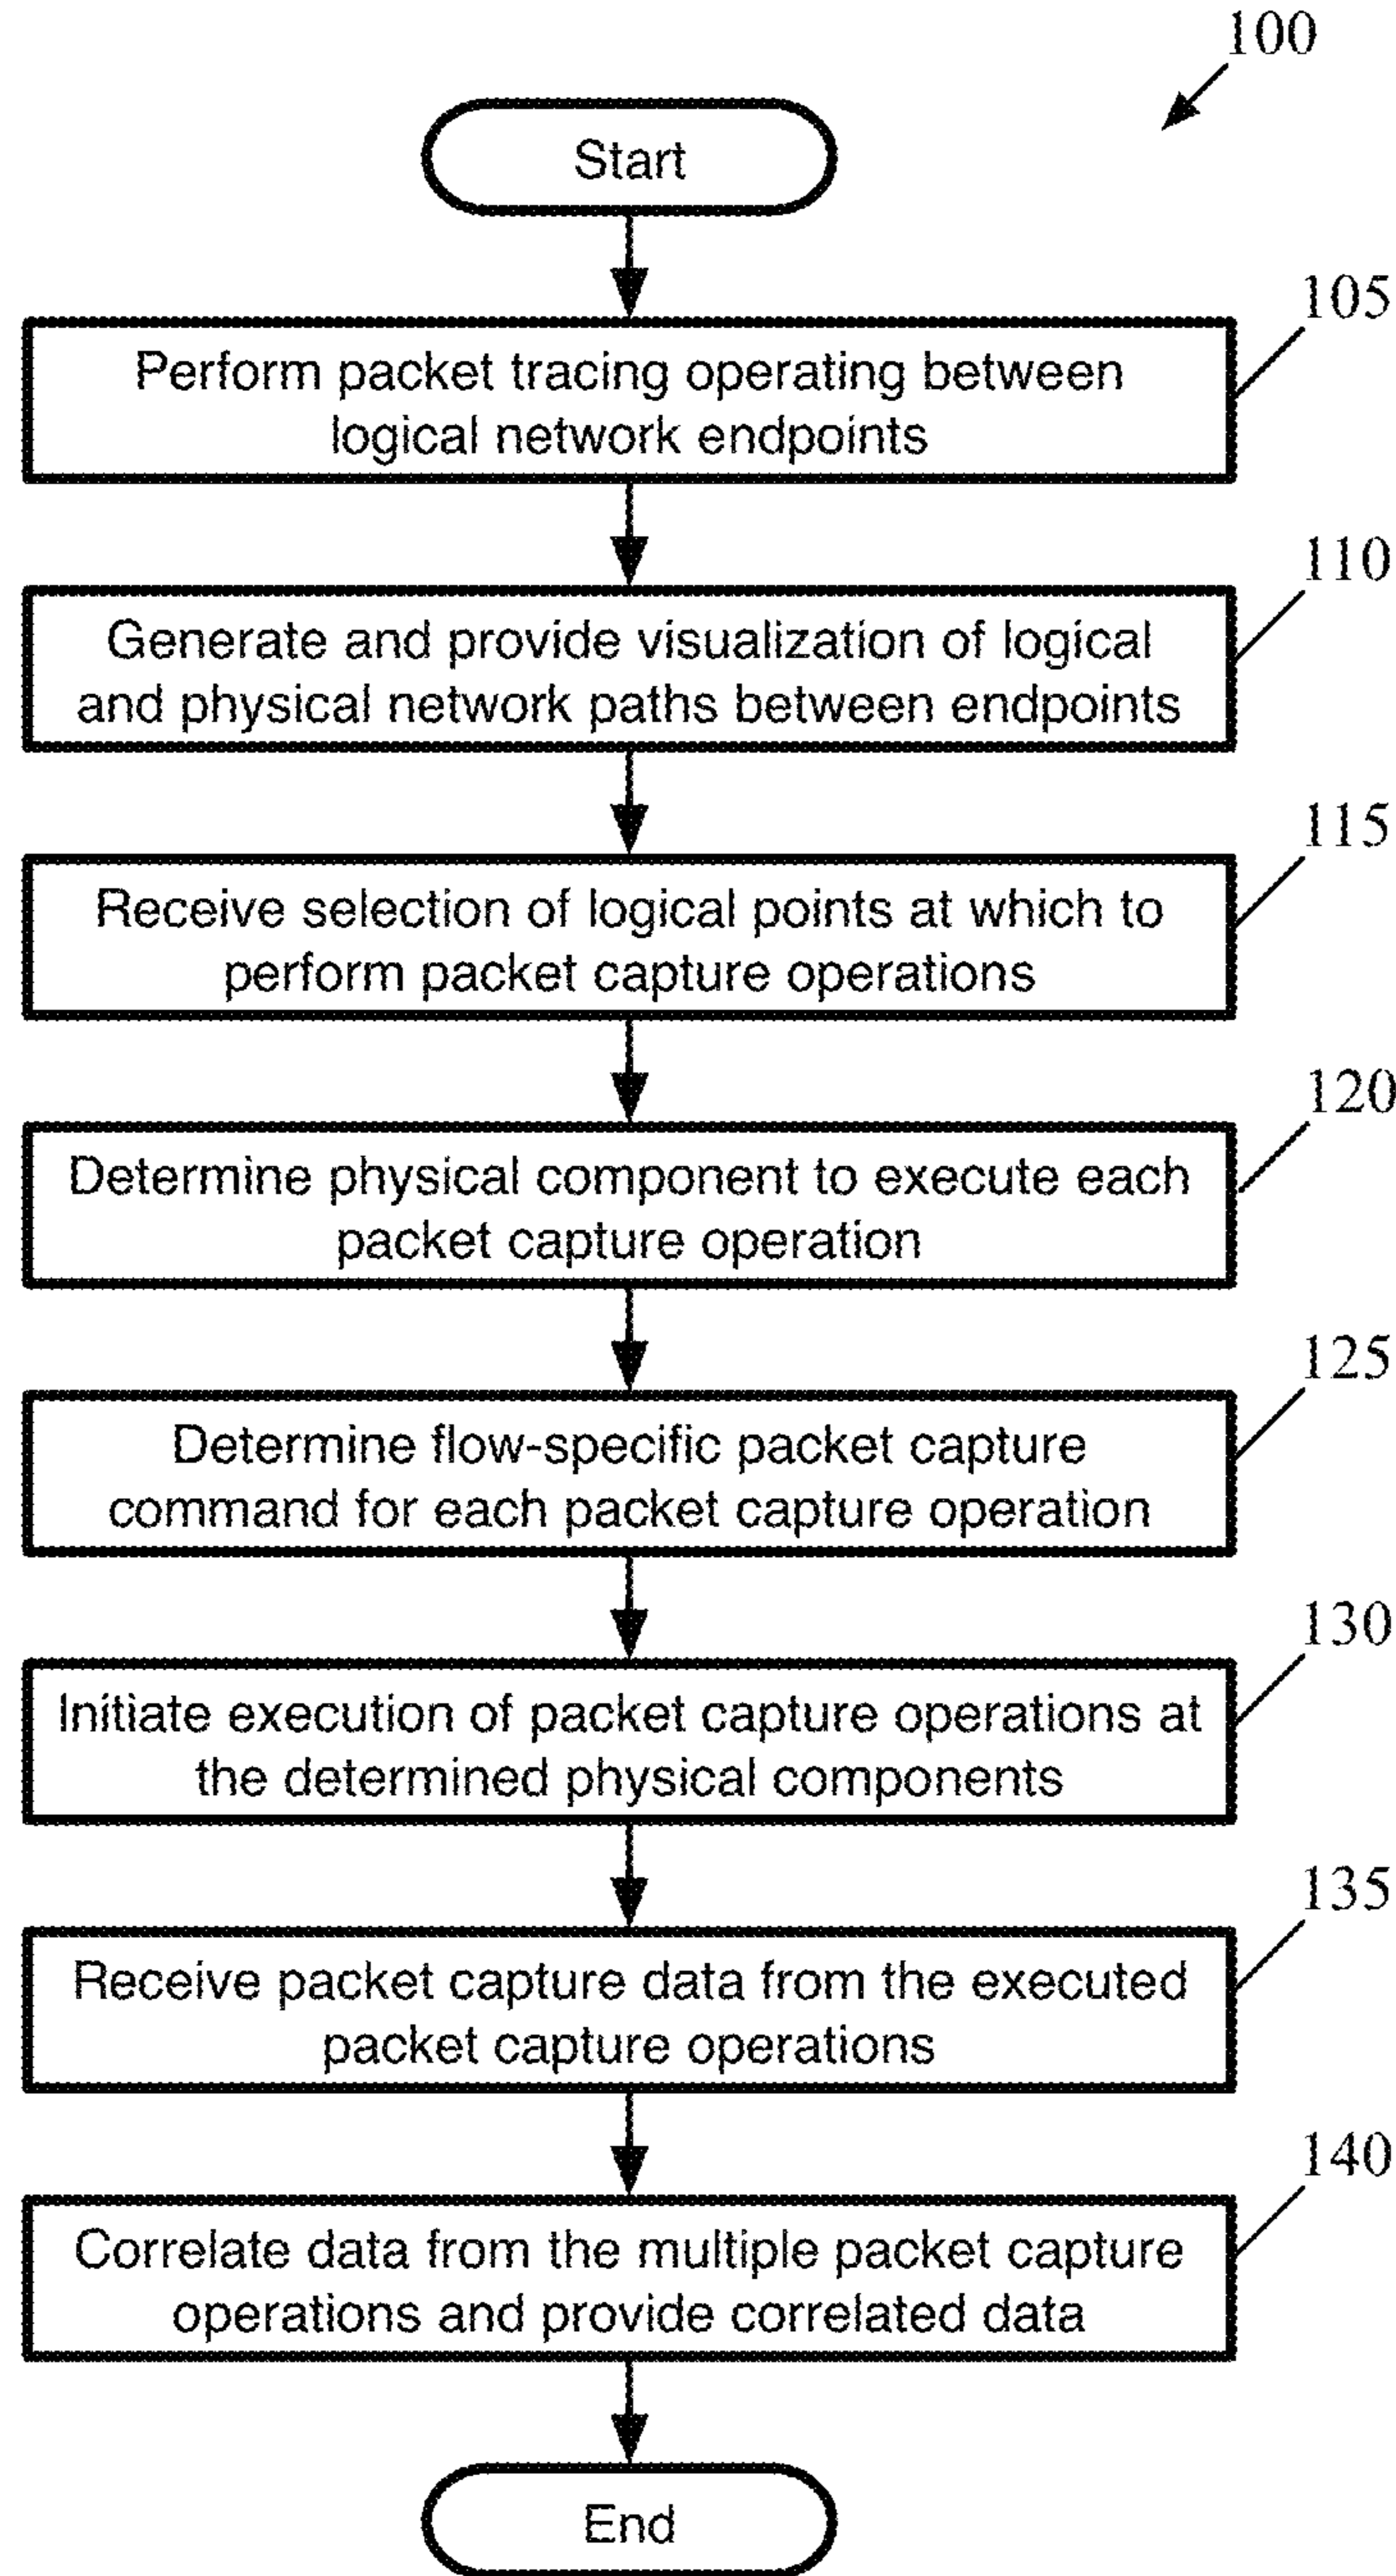 100
Start
105
Perform packet tracing operating between
logical network endpoints
110
Generate and provide visualization of logical
and physical network paths between endpoints
115
Receive selection of logical points at which to
perform packet capture operations
120
Determine physical component to execute each
packet capture operation
125
Determine flow-specific packet capture
command for each packet capture operation
130
Initiate execution of packet capture operations at
the determined physical components
135
Receive packet capture data from the executed
packet capture operations
140
Correlate data from the multiple packet capture
operations and provide correlated data
End